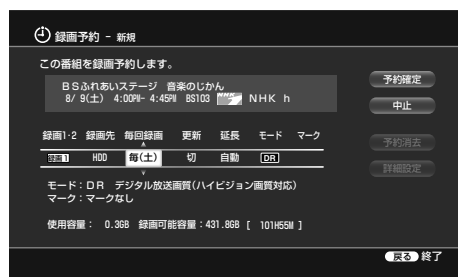 録画予約 - 新規
この番組を録画予約します。
BSふれあいステージ 音楽のじかん
8/ 9(土) 4:00PM- 4:45PM BS103 NHK h
予約確定
中止
予約消去
詳細設定
録画1·2 録画先 毎回録画 更新 延長 モード マーク
録画1 HDD 毎(土) 切 自動 DR
モード：DR デジタル放送画質(ハイビジョン画質対応)
マーク：マークなし
使用容量： 0.3GB 録画可能容量：431.8GB [ 101H55M ]
戻る 終了